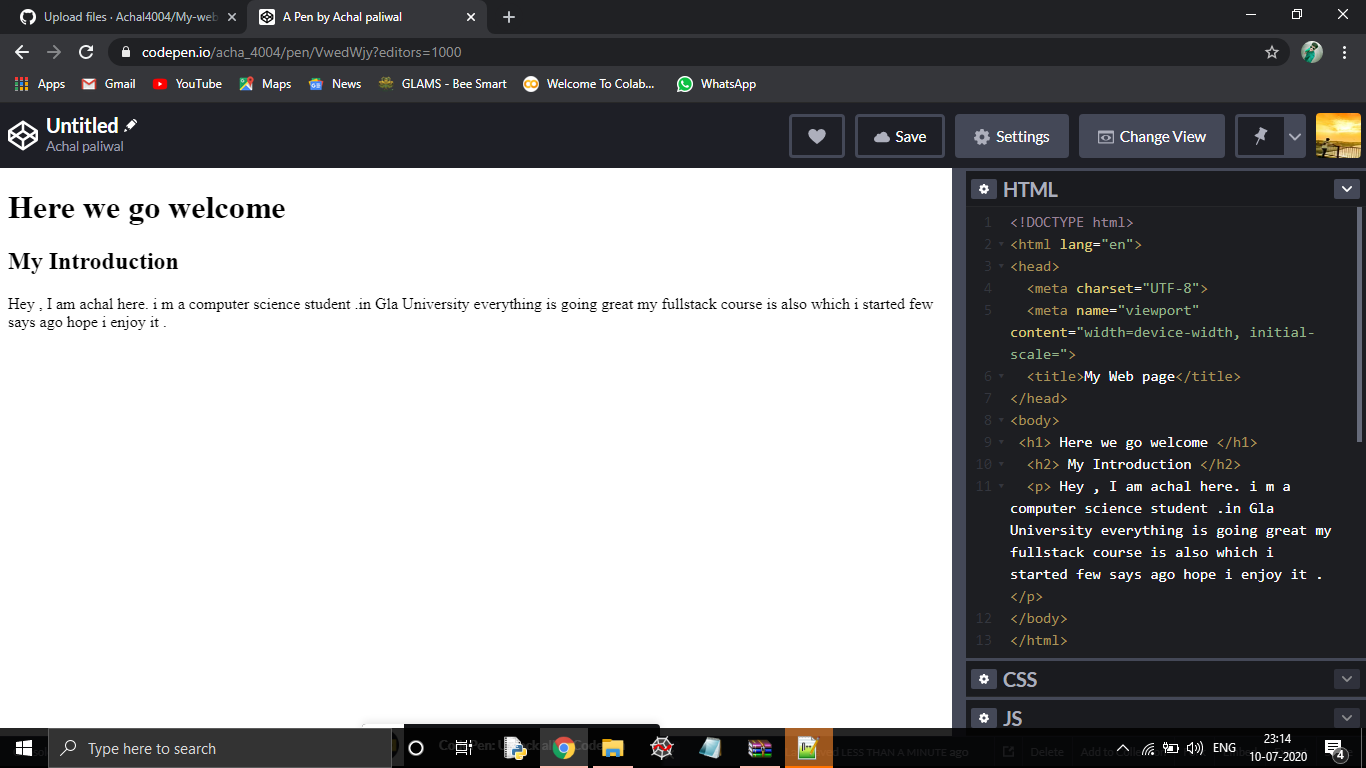 Upload files · Achal4004/My-web
A Pen by Achal paliwal
codepen.io/acha_4004/pen/VwedWjy?editors=1000
Apps Gmail YouTube Maps News GLAMS - Bee Smart Welcome To Colab... WhatsApp
Untitled
Achal paliwal
Save Settings Change View
Here we go welcome
My Introduction
Hey , I am achal here. i m a computer science student .in Gla University everything is going great my fullstack course is also which i started few
says ago hope i enjoy it .
HTML
1 <!DOCTYPE html>
2 <html lang="en">
3 <head>
4 <meta charset="UTF-8">
5 <meta name="viewport"
content="width=device-width, initial-
scale=">
6 <title>My Web page</title>
7 </head>
8 <body>
9 <h1> Here we go welcome </h1>
10 <h2> My Introduction </h2>
11 <p> Hey , I am achal here. i m a
computer science student .in Gla
University everything is going great my
fullstack course is also which i
started few says ago hope i enjoy it .
</p>
12 </body>
13 </html>
CSS
JS
Type here to search
LESS THAN A MINUTE ago
Delete
Add to
ENG
23:14
10-07-2020
4